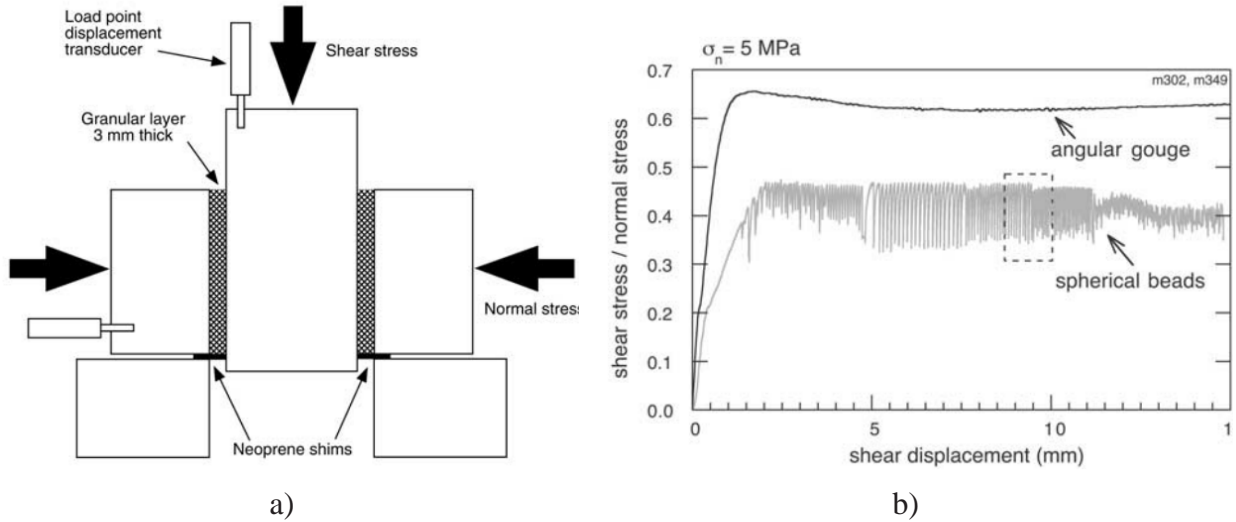 Load point
displacement
transducer
Shear stress
Granular layer
3 mm thick
Normal stress
Neoprene shims
a)
σn = 5 MPa
m302, m349
shear stress / normal stress
0.7
0.6
0.5
0.4
0.3
0.2
0.1
0.0
angular gouge
spherical beads
0
5
10
1
shear displacement (mm)
b)